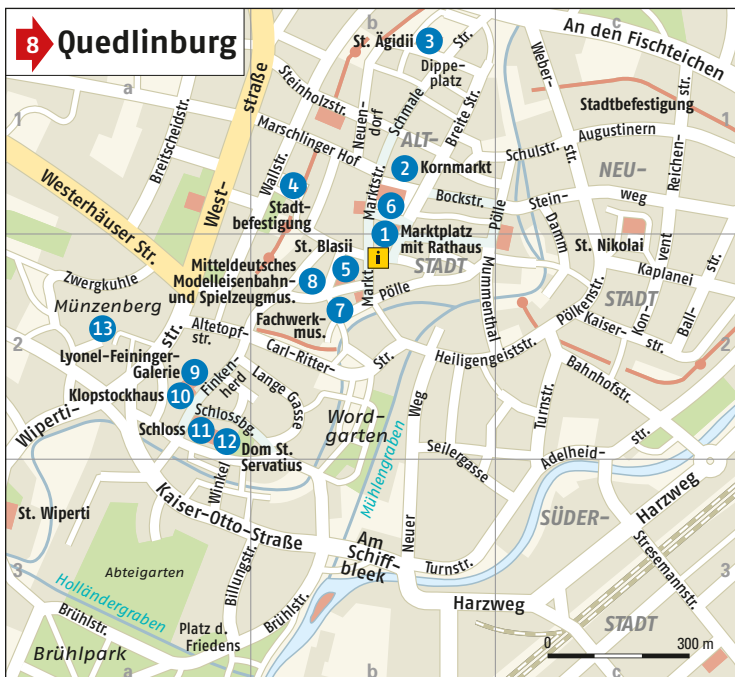 8 Quedlinburg
b
c
St. Ägidii
3
Str.
An den Fischteichen
Dippe-
platz
Weber-
str.
straße
Steinholzstr.
Schmale
Breite Str.
Stadtbefestigung
str.
a
1
Breitscheidstr.
Neuen-
dorf
Marschlinger Hof
ALT-
Augustinern
1
Schulstr.
Reichen-
Wallstr.
2
Kornmarkt
NEU-
Westerhäuser Str.
West-
4
Stadt-
befestigung
Marktstr.
6
Bockstr.
Pölle
Stein-
weg
1
Marktplatz
mit Rathaus
Damm
St. Nikolai
vent
str.
St. Blasii
i
STADT
Mitteldeutsches
Modelleisenbahn-
und Spielzeugmus.
8
5
Markt
Kaplanei
Zwergkuhle
Mummenthal
Münzenberg
13
7
Pölle
Pölkenstr.
STADT
Fachwerk-
mus.
Kaiser-
str.
Kon-
Ball-
2
str.
Altetopf-
str.
Lyonel-Feininger-
Galerie
9
Carl-Ritter-
Str.
Heiligengeiststr.
2
Bahnhofstr.
Klopstockhaus
10
Finken-
herd
Lange Gasse
Wiperti-
Schlossbg.
Word-
garten
Weg
Turnstr.
Schloss
11
12
Dom St.
Servatius
Mühlengraben
Seilergasse
Adelheid-
str.
Winkel
St. Wiperti
Kaiser-Otto-Straße
Harzweg
SÜDER-
Am
Schiff-
bleek
Neuer
3
Abteigarten
Billungstr.
Turnstr.
Stresemannstr.
3
Holländergraben
Brühlstr.
Brühlstr.
Harzweg
Platz d.
Friedens
STADT
Brühlpark
0
300 m
a
b
c